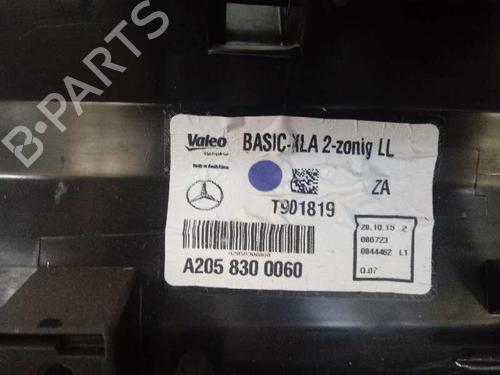 Valeo
BASIC-KLA 2-zonig LL
ZA
T901819
20.10.15 2
080723
0044462 L1
Q.07
A205 830 0060
B-PARTS